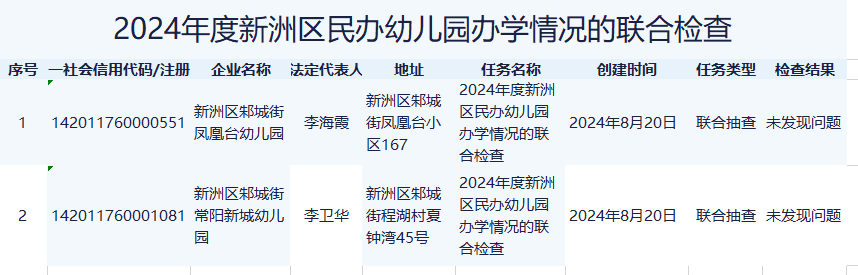 2024年度新洲区民办幼儿园办学情况的联合检查
序号 一社会信用代码/注册 企业名称 法定代表人 地址 任务名称 创建时间 任务类型 检查结果
1 142011760000551 新洲区邾城街凤凰台幼儿园 李海霞 新洲区邾城街凤凰台小区167 2024年度新洲区民办幼儿园办学情况的联合检查 2024年8月20日 联合抽查 未发现问题
2 142011760001081 新洲区邾城街常阳新城幼儿园 李卫华 新洲区邾城街程湖村夏钟湾45号 2024年度新洲区民办幼儿园办学情况的联合检查 2024年8月20日 联合抽查 未发现问题